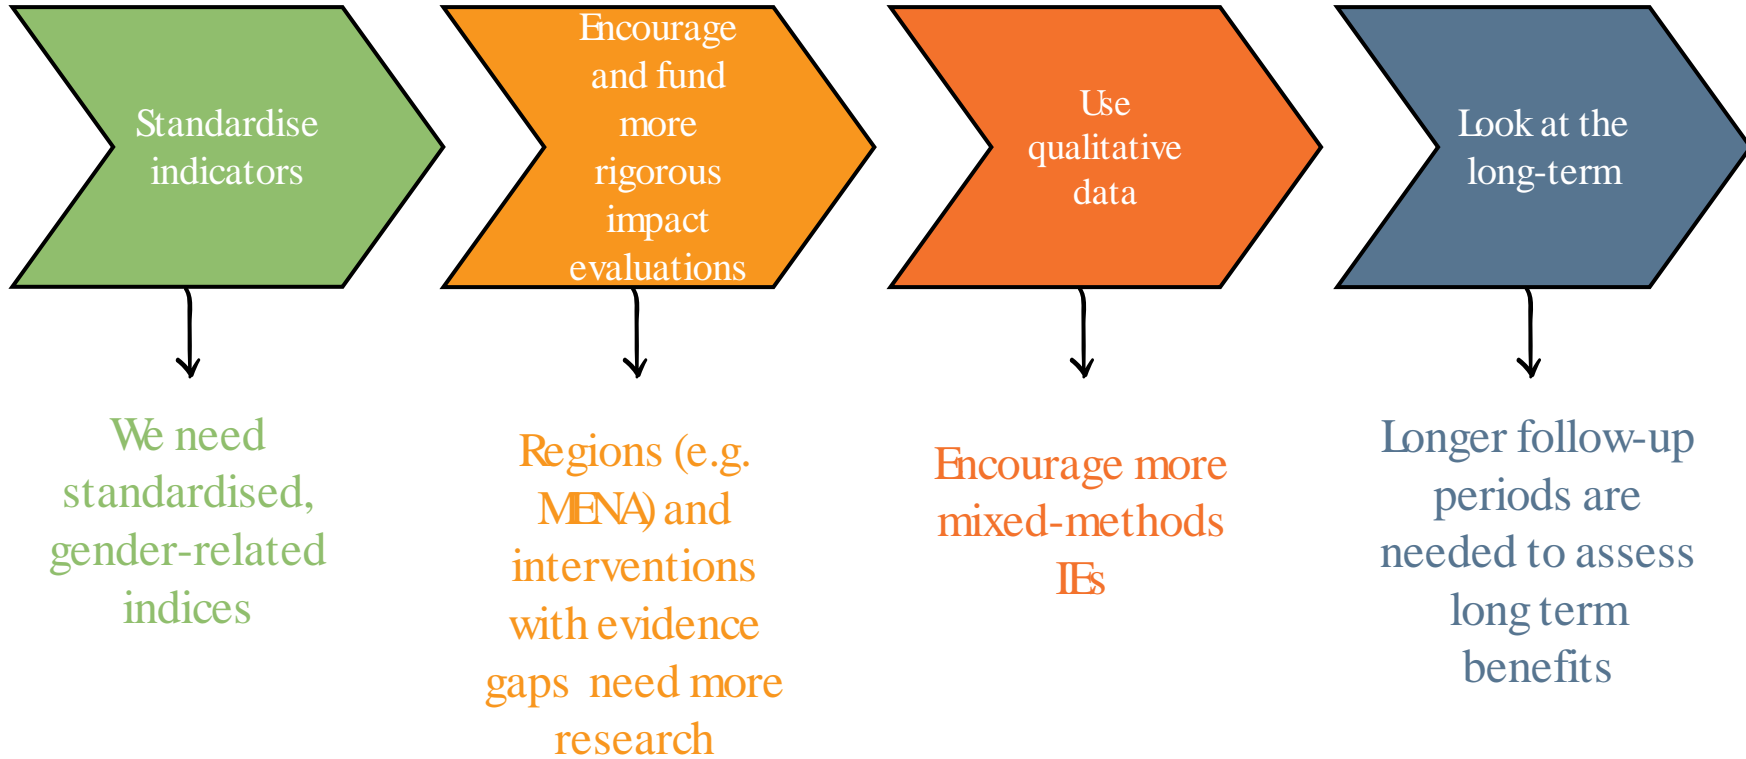 Standardise
indicators
Encourage
and fund
more
rigorous
impact
evaluations
Use
qualitative
data
Look at the
long-term
We need
standardised,
gender-related
indices
Regions (e.g.
MENA) and
interventions
with evidence
gaps  need more
research
Encourage more
mixed-methods
IEs
Longer follow-up
periods are
needed to assess
long term
benefits